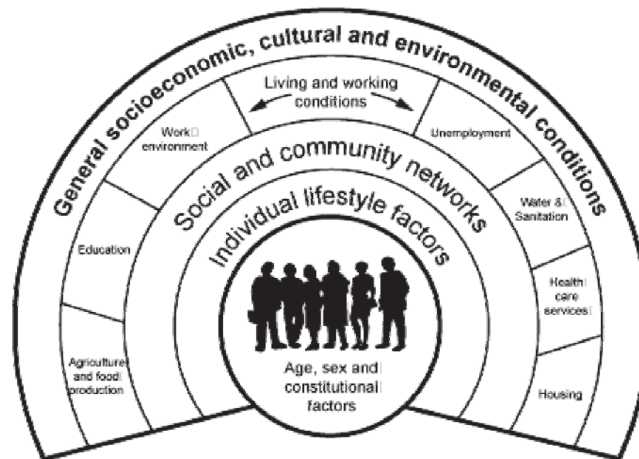 General socioeconomic, cultural and environmental conditions
Living and working
conditions
Work
environment
Unemployment
Education
Water &
Sanitation
Agriculture
and food
production
Health
care
services
Housing
Social and community networks
Individual lifestyle factors
Age, sex and
constitutional
factors